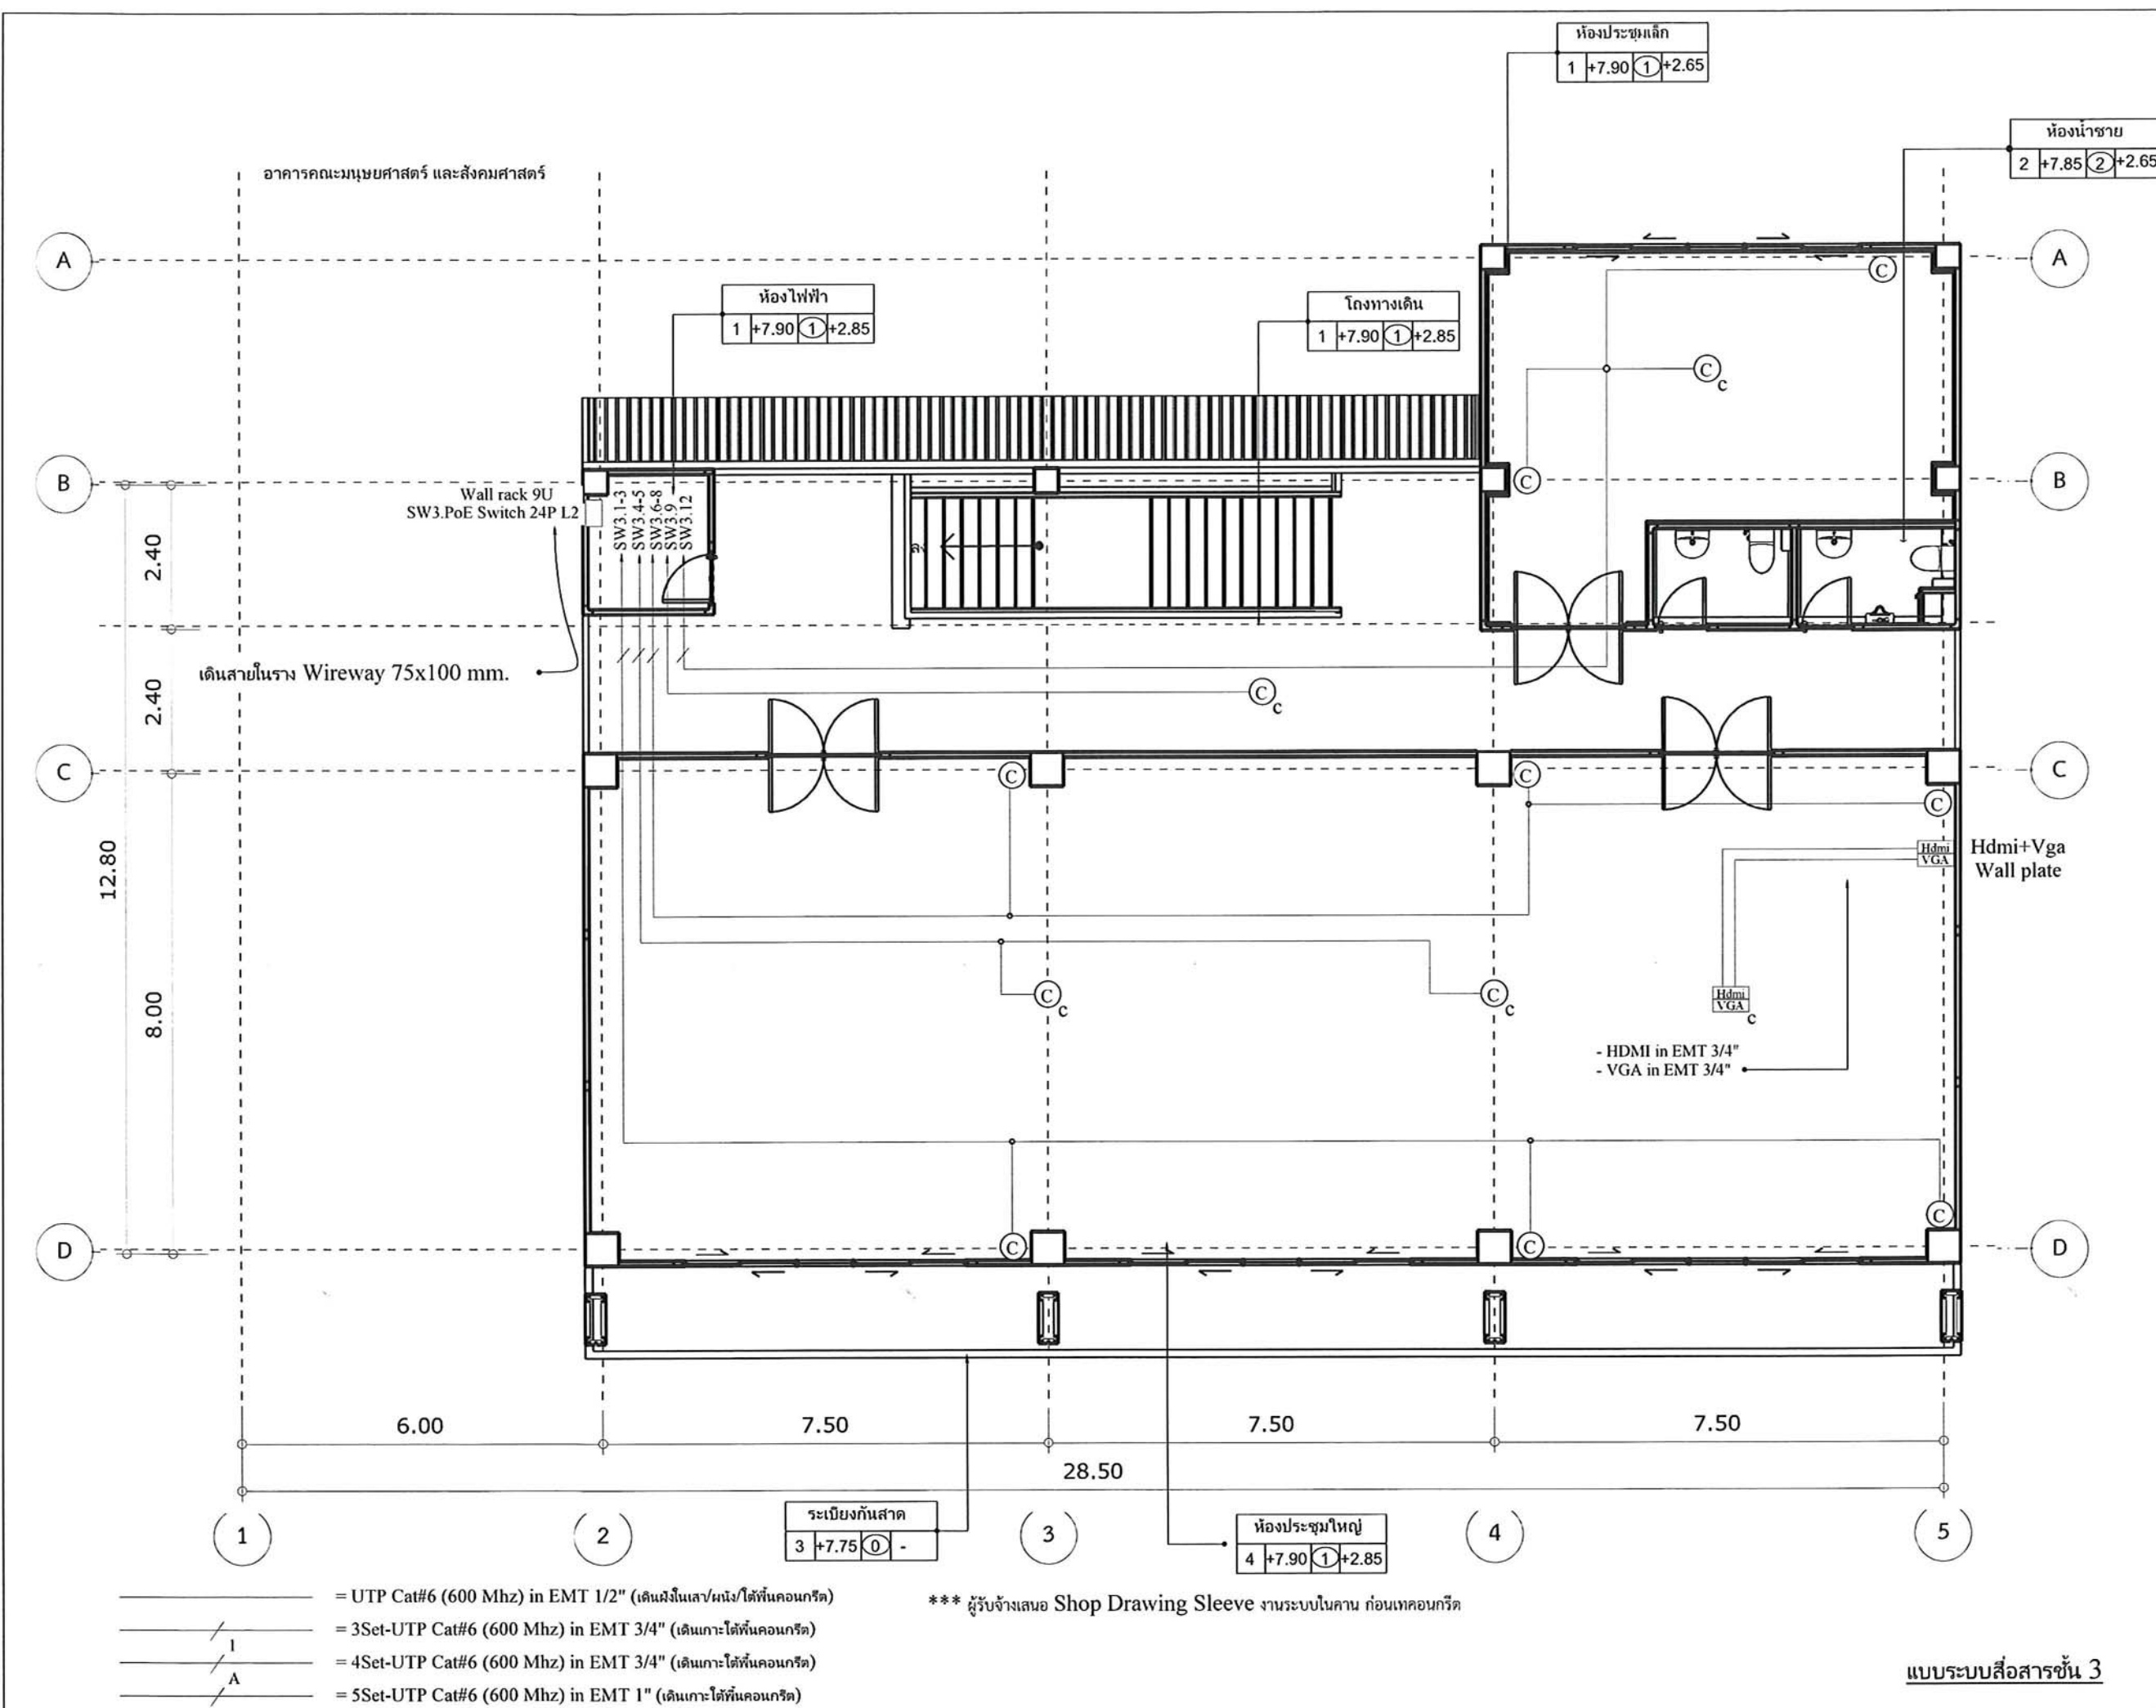 ห้องประชุมเล็ก
1 +7.90 1 +2.65
ห้องน้ำชาย
2 +7.85 2 +2.65
อาคารคณะมนุษยศาสตร์ และสังคมศาสตร์
A
A
ห้องไฟฟ้า
1 +7.90 1 +2.85
โถงทางเดิน
1 +7.90 1 +2.85
C
C
c
B
B
C
Wall rack 9U
SW3.PoE Switch 24P L2
SW3.1-3
SW3.4-5
SW3.6-8
SW3.9
SW3.12
2.40
เดินสายในราง Wireway 75x100 mm.
2.40
C
c
C
C
C
C
C
12.80
8.00
Hdmi
VGA
Hdmi+Vga
Wall plate
C
c
C
c
Hdmi
VGA
c
- HDMI in EMT 3/4"
- VGA in EMT 3/4"
C
D
D
C
C
6.00
7.50
7.50
7.50
28.50
1
2
3
4
5
ระเบียงกันสาด
3 +7.75 0 -
ห้องประชุมใหญ่
4 +7.90 1 +2.85
= UTP Cat#6 (600 Mhz) in EMT 1/2" (เดินฝังในเสา/ผนัง/ใต้พื้นคอนกรีต)
*** ผู้รับจ้างเสนอ Shop Drawing Sleeve งานระบบในคาน ก่อนเทคอนกรีต
= 3Set-UTP Cat#6 (600 Mhz) in EMT 3/4" (เดินเกาะใต้พื้นคอนกรีต)
1
= 4Set-UTP Cat#6 (600 Mhz) in EMT 3/4" (เดินเกาะใต้พื้นคอนกรีต)
A
= 5Set-UTP Cat#6 (600 Mhz) in EMT 1" (เดินเกาะใต้พื้นคอนกรีต)
แบบระบบสื่อสารชั้น 3